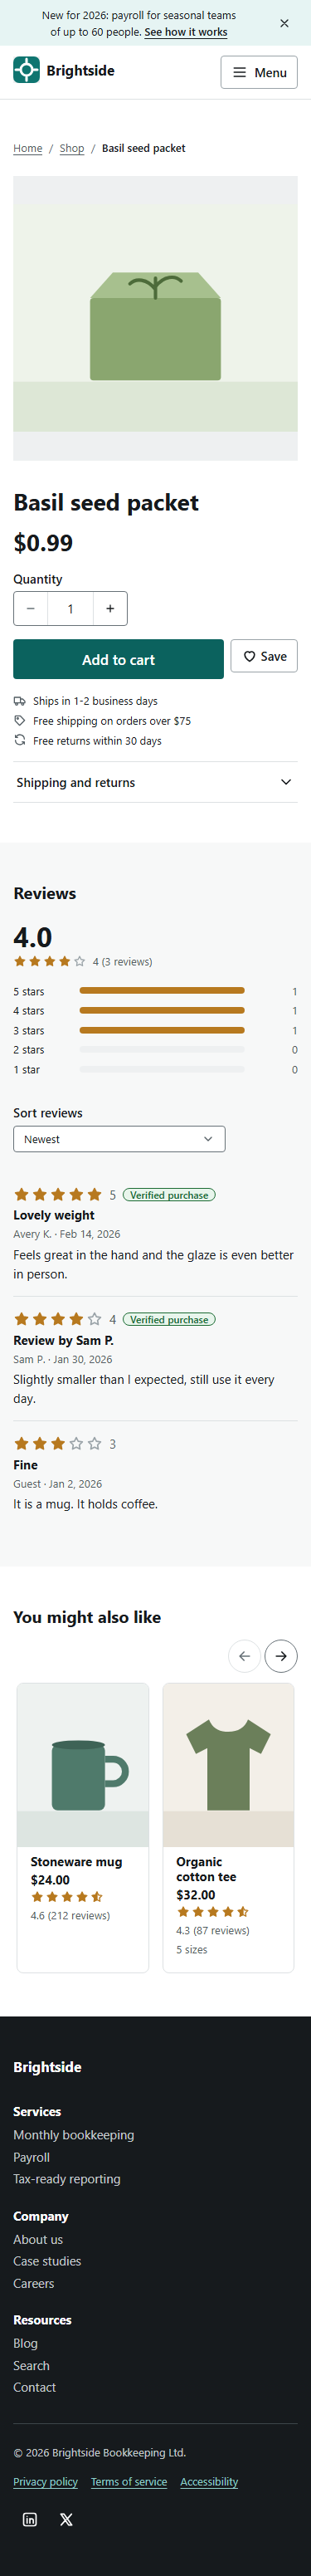 New for 2026: payroll for seasonal teams
of up to 60 people. See how it works
Brightside
Menu
Home / Shop / Basil seed packet
Basil seed packet
$0.99
Quantity
1
Add to cart
Save
Ships in 1-2 business days
Free shipping on orders over $75
Free returns within 30 days
Shipping and returns
Reviews
4.0
4 (3 reviews)
5 stars 1
4 stars 1
3 stars 1
2 stars 0
1 star 0
Sort reviews
Newest
5 Verified purchase
Lovely weight
Avery K. · Feb 14, 2026
Feels great in the hand and the glaze is even better
in person.
4 Verified purchase
Review by Sam P.
Sam P. · Jan 30, 2026
Slightly smaller than I expected, still use it every
day.
3
Fine
Guest · Jan 2, 2026
It is a mug. It holds coffee.
You might also like
Stoneware mug
$24.00
4.6 (212 reviews)
Organic
cotton tee
$32.00
4.3 (87 reviews)
5 sizes
Brightside
Services
Monthly bookkeeping
Payroll
Tax-ready reporting
Company
About us
Case studies
Careers
Resources
Blog
Search
Contact
© 2026 Brightside Bookkeeping Ltd.
Privacy policy Terms of service Accessibility